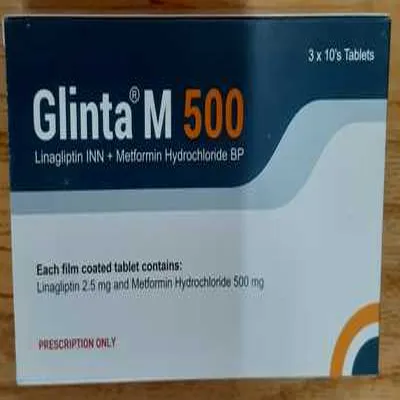 3 x 10's Tablets
Glinta® M 500
Linagliptin INN + Metformin Hydrochloride BP
Each film coated tablet contains:
Linagliptin 2.5 mg and Metformin Hydrochloride 500 mg
PRESCRIPTION ONLY